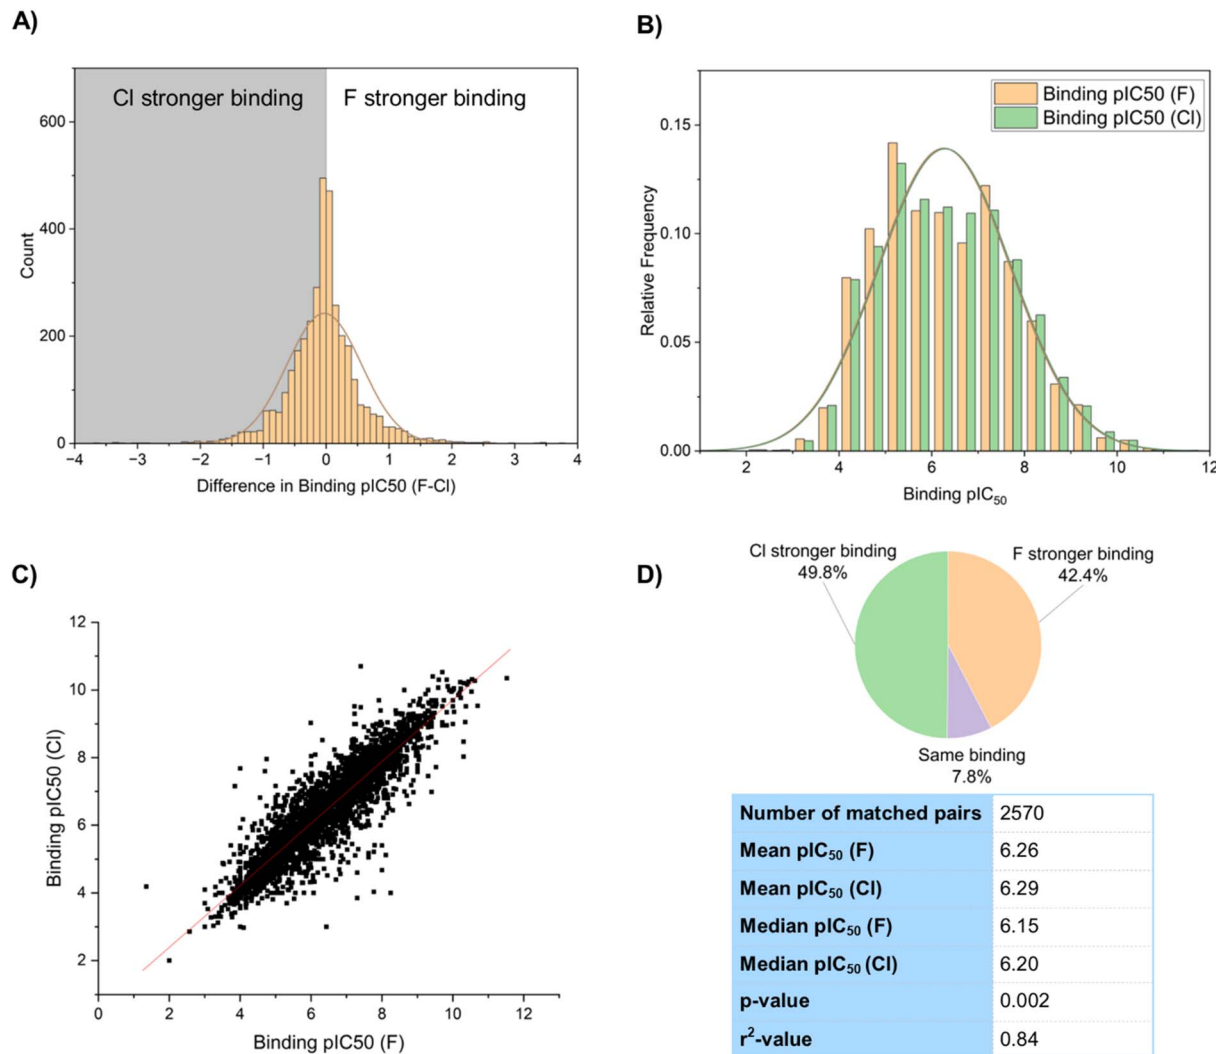 A)
Cl stronger binding
F stronger binding
600
400
200
0
Count
−4
−3
−2
−1
0
1
2
3
4
Difference in Binding pIC50 (F-Cl)
B)
Binding pIC50 (F)
Binding pIC50 (Cl)
0.15
0.10
0.05
0.00
Relative Frequency
2
4
6
8
10
12
Binding pIC₅₀
C)
12
10
8
6
4
2
Binding pIC50 (Cl)
0
2
4
6
8
10
12
Binding pIC50 (F)
D)
Cl stronger binding
49.8%
F stronger binding
42.4%
Same binding
7.8%
Number of matched pairs 2570
Mean pIC₅₀ (F) 6.26
Mean pIC₅₀ (Cl) 6.29
Median pIC₅₀ (F) 6.15
Median pIC₅₀ (Cl) 6.20
p-value 0.002
r²-value 0.84